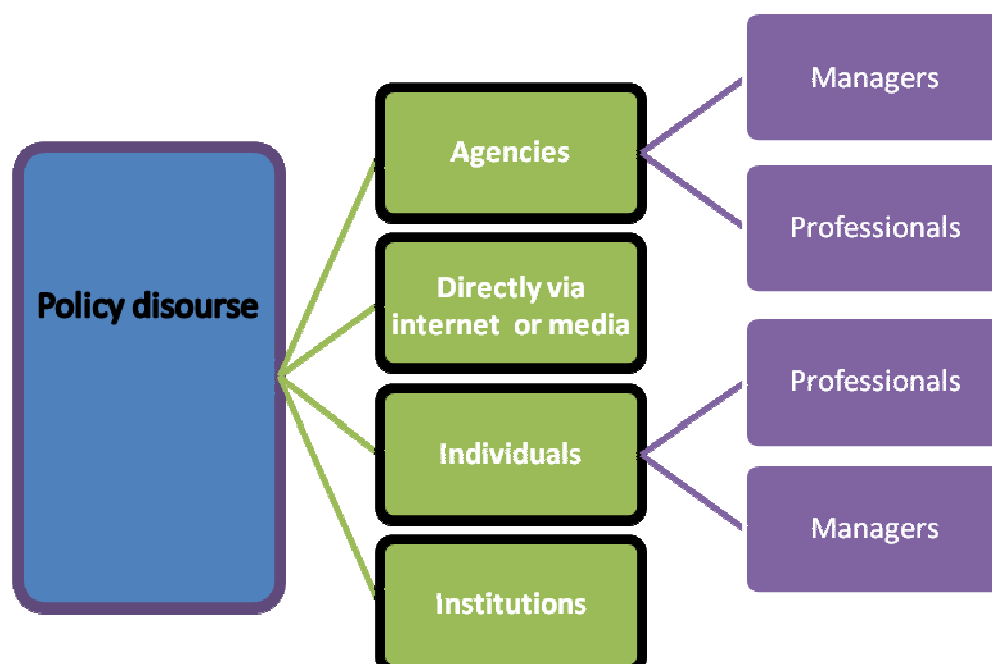 Policy disourse
Agencies
Directly via
internet or media
Individuals
Institutions
Managers
Professionals
Professionals
Managers